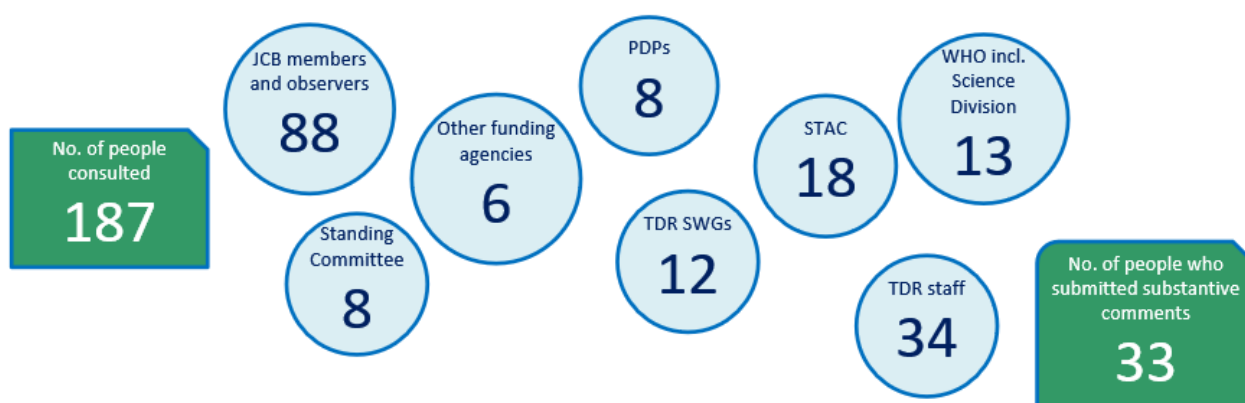 No. of people
consulted
187
JCB members
and observers
88
Standing
Committee
8
Other funding
agencies
6
PDPs
8
TDR SWGs
12
STAC
18
WHO incl.
Science
Division
13
TDR staff
34
No. of people who
submitted substantive
comments
33